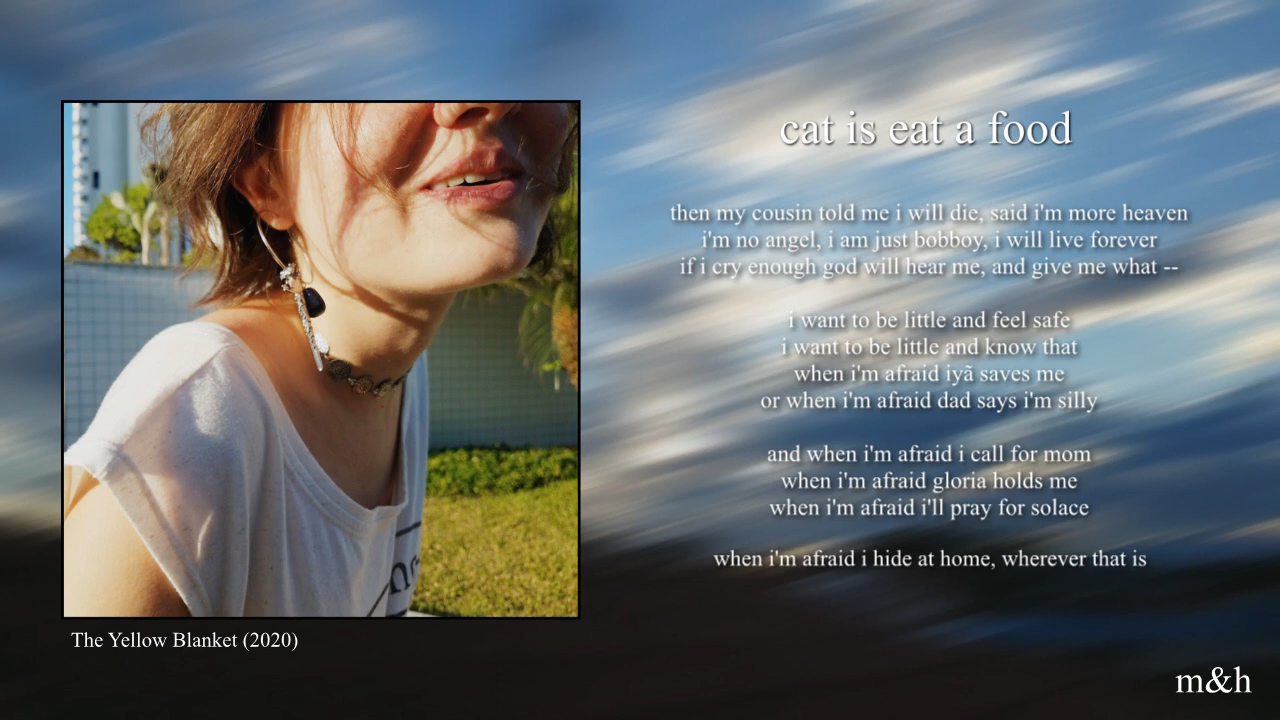 cat is eat a food
then my cousin told me i will die, said i'm more heaven
i'm no angel, i am just bobboy, i will live forever
if i cry enough god will hear me, and give me what --
i want to be little and feel safe
i want to be little and know that
when i'm afraid iyã saves me
or when i'm afraid dad says i'm silly
and when i'm afraid i call for mom
when i'm afraid gloria holds me
when i'm afraid i'll pray for solace
when i'm afraid i hide at home, wherever that is
The Yellow Blanket (2020)
m&h